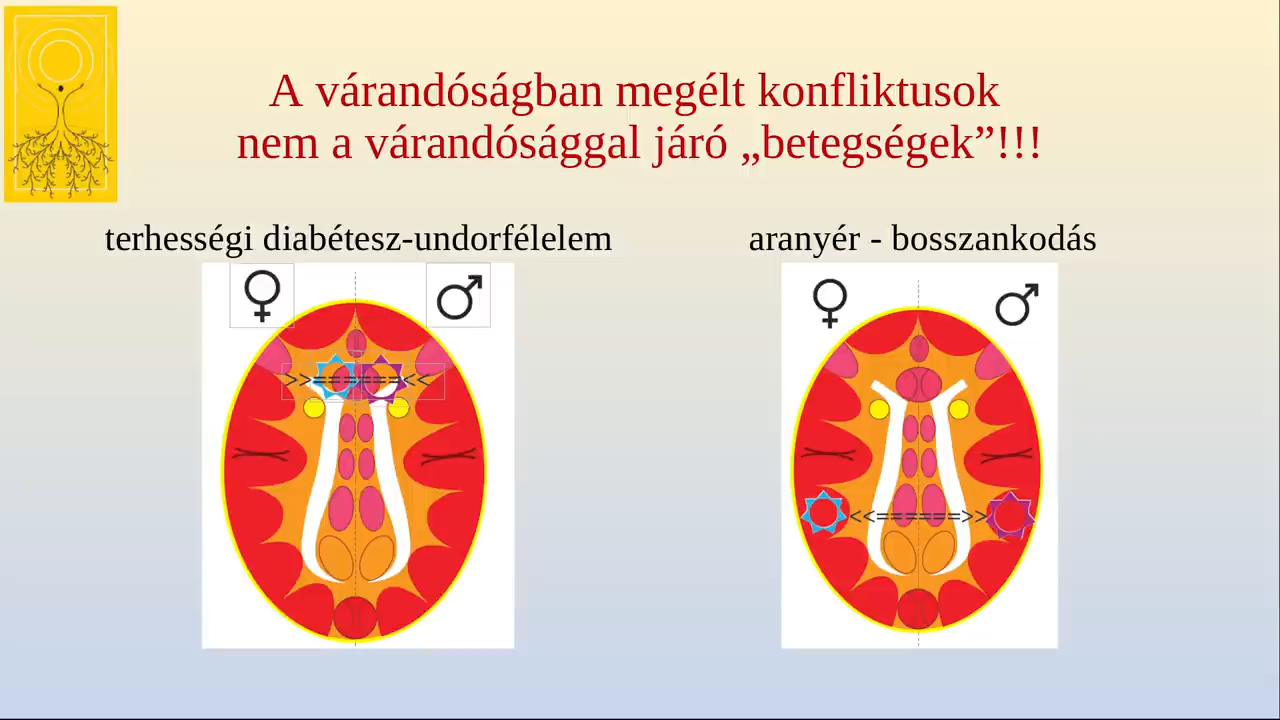 A várandóságban megélt konfliktusok
nem a várandósággal járó „betegségek”!!!
terhességi diabétesz-undorfélelem
aranyér - bosszankodás
♀ ♂
♀ ♂
>>=======<<
<<======>>